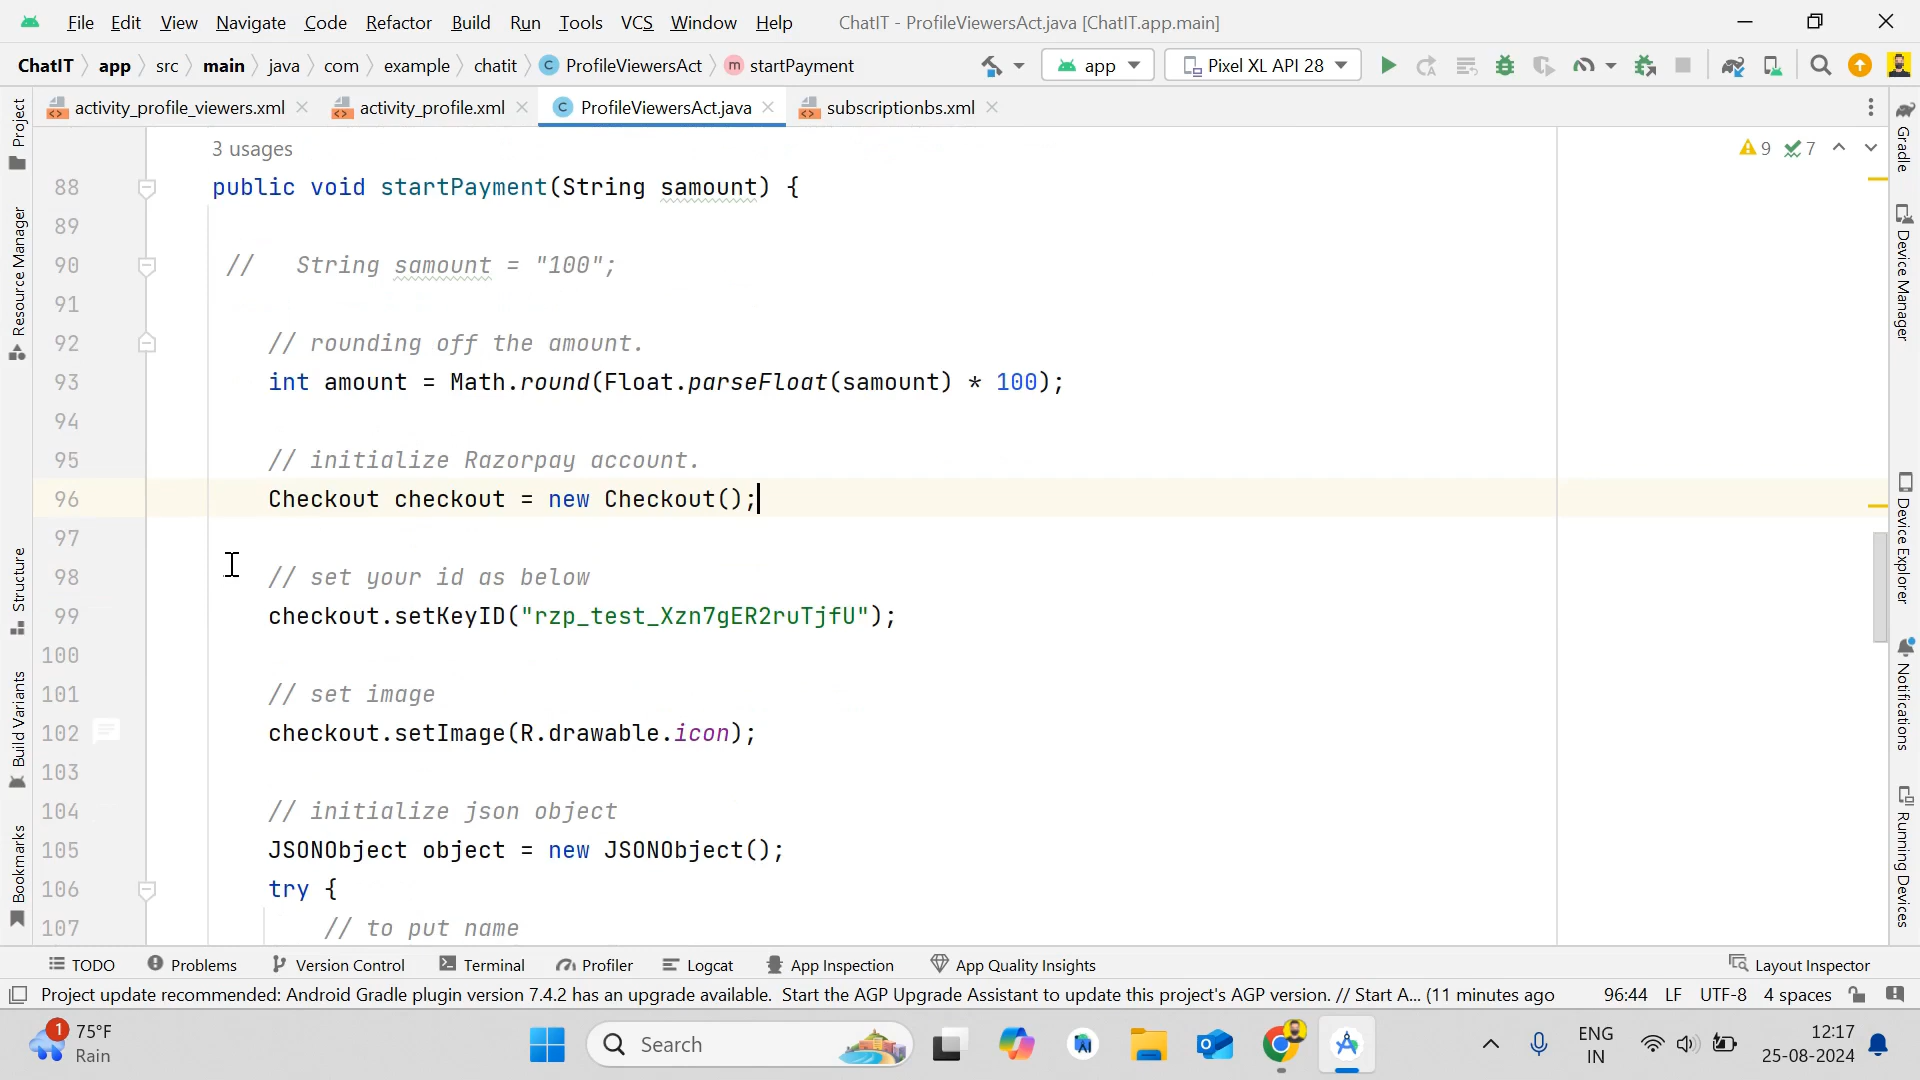 File Edit View Navigate Code Refactor Build Run Tools VCS Window Help ChatIT - ProfileViewersAct.java [ChatIT.app.main]
ChatIT app src main java com example chatit C ProfileViewersAct m startPayment app Pixel XL API 28
activity_profile_viewers.xml activity_profile.xml C ProfileViewersAct.java subscriptionbs.xml
3 usages 9 7
88 public void startPayment(String samount) {
89
90 // String samount = "100";
91
92 // rounding off the amount.
93 int amount = Math.round(Float.parseFloat(samount) * 100);
94
95 // initialize Razorpay account.
96 Checkout checkout = new Checkout();
97
98 // set your id as below
99 checkout.setKeyID("rzp_test_Xzn7gER2ruTjfU");
100
101 // set image
102 checkout.setImage(R.drawable.icon);
103
104 // initialize json object
105 JSONObject object = new JSONObject();
106 try {
107 // to put name
Project
Resource Manager
Structure
Build Variants
Bookmarks
Gradle
Device Manager
Device Explorer
Notifications
Running Devices
TODO Problems Version Control Terminal Profiler Logcat App Inspection App Quality Insights Layout Inspector
Project update recommended: Android Gradle plugin version 7.4.2 has an upgrade available. Start the AGP Upgrade Assistant to update this project's AGP version. // Start A... (11 minutes ago 96:44 LF UTF-8 4 spaces
1 75°F
Rain
Search
ENG
IN
12:17
25-08-2024